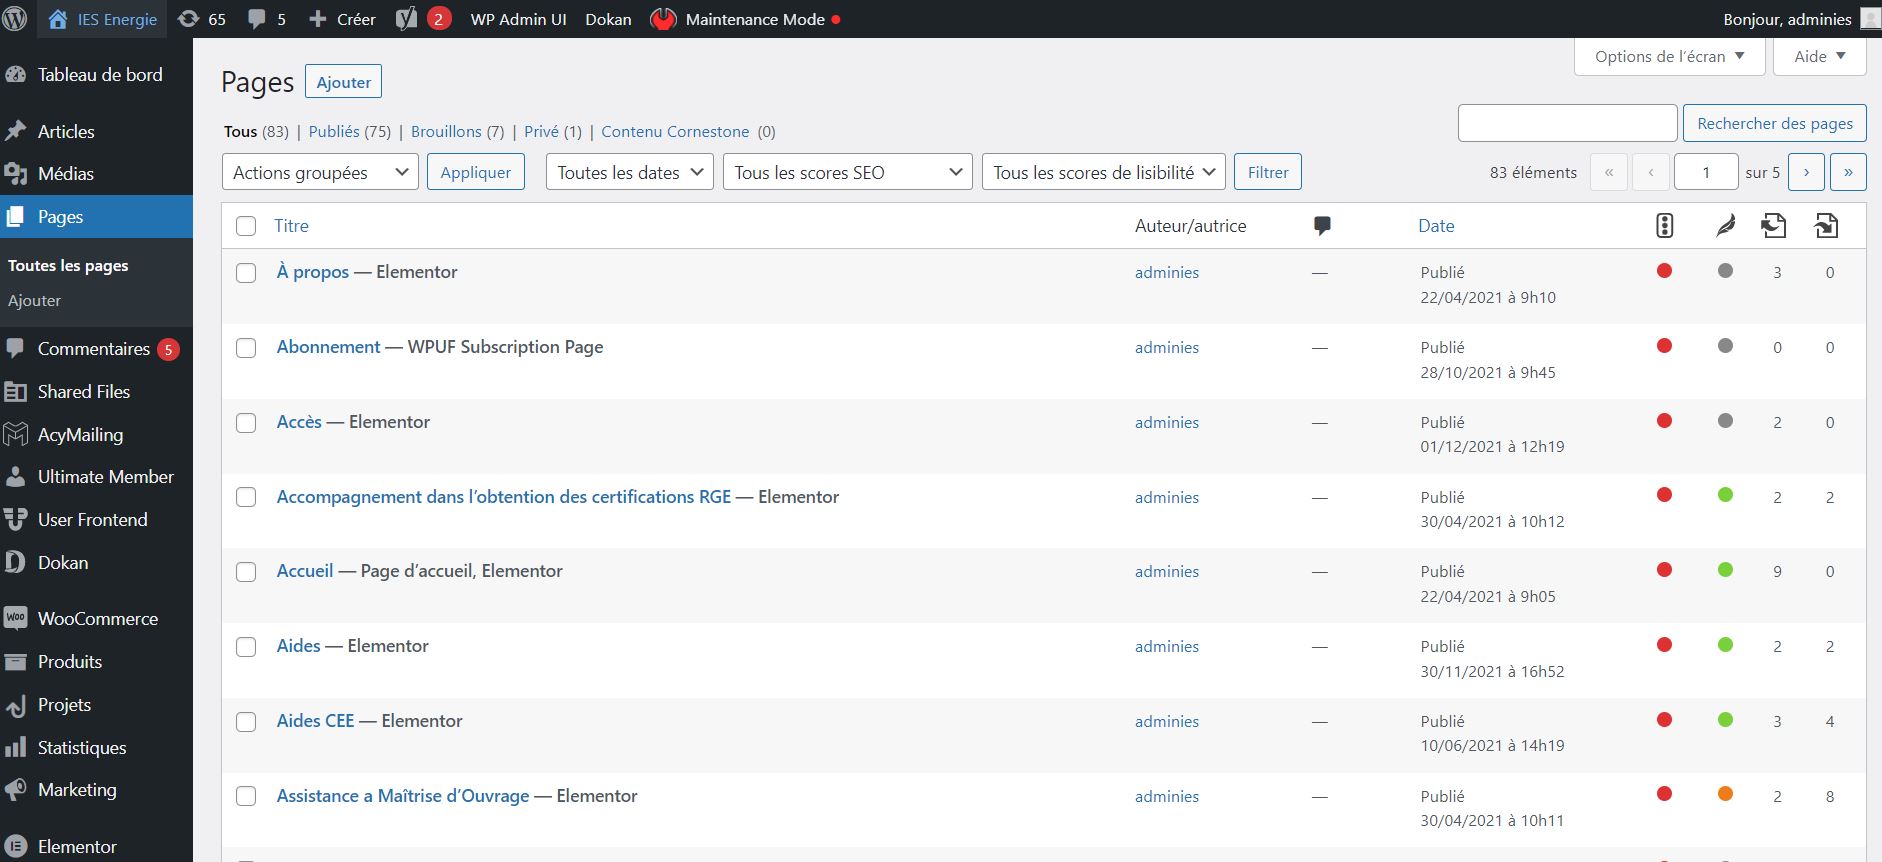 IES Energie 65 5 Créer 2 WP Admin UI Dokan Maintenance Mode Bonjour, adminies
Tableau de bord
Articles
Médias
Pages
Toutes les pages
Ajouter
Commentaires 5
Shared Files
AcyMailing
Ultimate Member
User Frontend
Dokan
WooCommerce
Produits
Projets
Statistiques
Marketing
Elementor
Options de l'écran Aide
Pages Ajouter
Tous (83) | Publiés (75) | Brouillons (7) | Privé (1) | Contenu Cornestone (0)
Rechercher des pages
Actions groupées Appliquer Toutes les dates Tous les scores SEO Tous les scores de lisibilité Filtrer 83 éléments « ‹ 1 sur 5 › »
Titre Auteur/autrice Date
À propos — Elementor adminies — Publié 3 0
22/04/2021 à 9h10
Abonnement — WPUF Subscription Page adminies — Publié 0 0
28/10/2021 à 9h45
Accès — Elementor adminies — Publié 2 0
01/12/2021 à 12h19
Accompagnement dans l'obtention des certifications RGE — Elementor adminies — Publié 2 2
30/04/2021 à 10h12
Accueil — Page d'accueil, Elementor adminies — Publié 9 0
22/04/2021 à 9h05
Aides — Elementor adminies — Publié 2 2
30/11/2021 à 16h52
Aides CEE — Elementor adminies — Publié 3 4
10/06/2021 à 14h19
Assistance a Maîtrise d'Ouvrage — Elementor adminies — Publié 2 8
30/04/2021 à 10h11